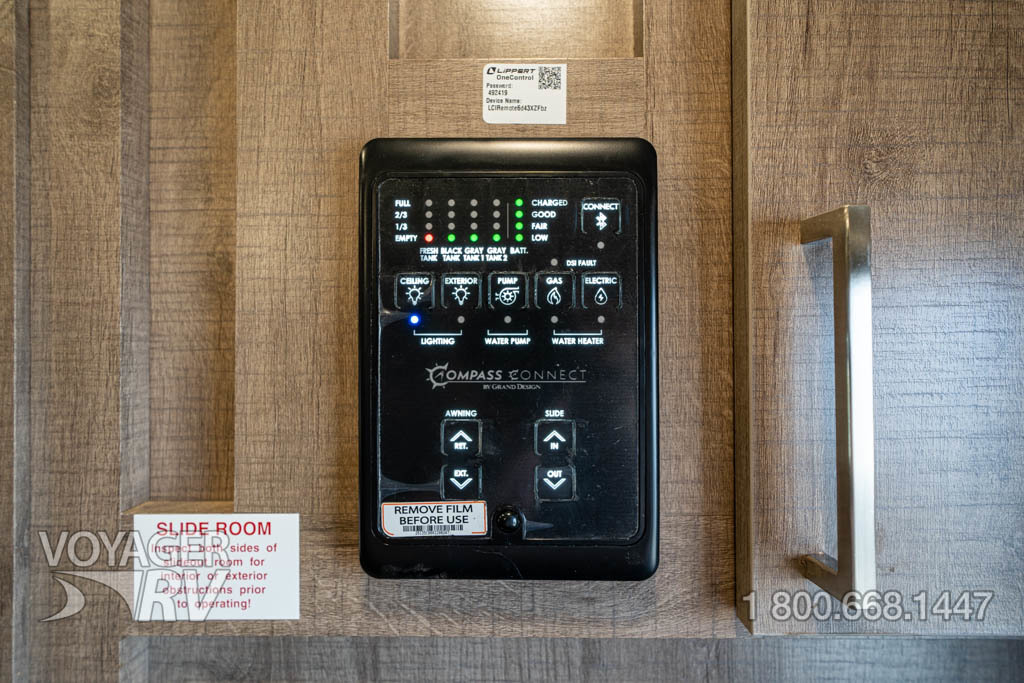 LIPPERT
OneControl
Password:
492419
Device Name:
LCIRemote6d43XZFbz
FULL CHARGED CONNECT
2/3 GOOD
1/3 FAIR
EMPTY LOW
FRESH BLACK GRAY GRAY BATT.
TANK TANK TANK 1 TANK 2
DSI FAULT
CEILING EXTERIOR PUMP GAS ELECTRIC
LIGHTING WATER PUMP WATER HEATER
COMPASS CONNECT
BY GRAND DESIGN
AWNING SLIDE
RET. IN
EXT. OUT
REMOVE FILM
BEFORE USE
SLIDE ROOM
Inspect both sides of
slideout room for
interior or exterior
obstructions prior
to operating!
VOYAGER
RV
1 800.668.1447